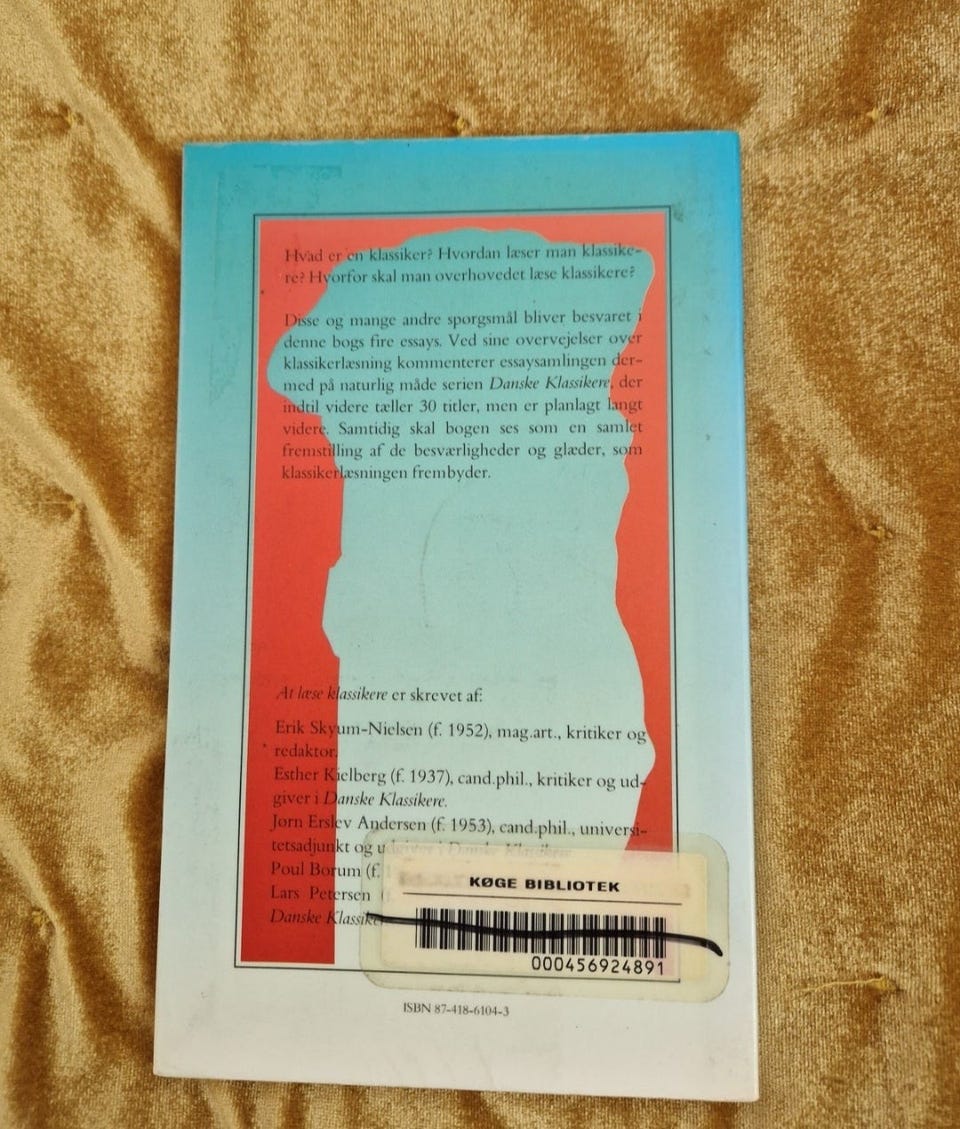 Hvad er en klassiker? Hvordan læser man klassike-
re? Hvorfor skal man overhovedet læse klassikere?
Disse og mange andre spørgsmål bliver besvaret i
denne bogs fire essays. Ved sine overvejelser over
klassikerlæsning kommenterer essaysamlingen der-
med på naturlig måde serien Danske Klassikere, der
indtil videre tæller 30 titler, men er planlagt langt
videre. Samtidig skal bogen ses som en samlet
fremstilling af de besværligheder og glæder, som
klassikerlæsningen frembyder.
At læse klassikere er skrevet af:
Erik Skyum-Nielsen (f. 1952), mag.art., kritiker og
redaktør.
Esther Kielberg (f. 1937), cand.phil., kritiker og ud-
giver i Danske Klassikere.
Jørn Erslev Andersen (f. 1953), cand.phil., universi-
tetsadjunkt og udgiver i Danske Klassikere
Poul Borum (f.
Lars Petersen
Danske
KØGE BIBLIOTEK
000456924891
ISBN 87-418-6104-3